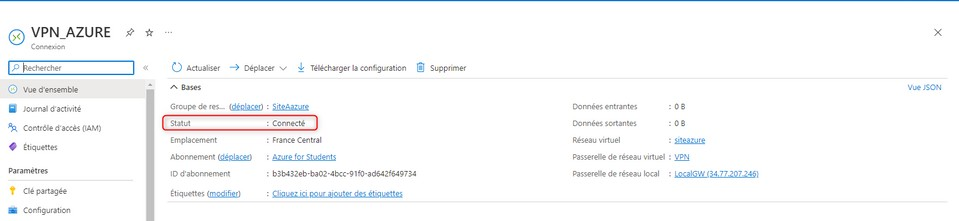 VPN_AZURE
Connexion
Rechercher
Vue d'ensemble
Journal d'activité
Contrôle d'accès (IAM)
Étiquettes
Paramètres
Clé partagée
Configuration
Actualiser Déplacer Télécharger la configuration Supprimer
Bases Vue JSON
Groupe de res... (déplacer) : SiteAazure
Statut : Connecté
Emplacement : France Central
Abonnement (déplacer) : Azure for Students
ID d'abonnement : b3b432eb-ba02-4bcc-91f0-ad642f649734
Étiquettes (modifier) : Cliquez ici pour ajouter des étiquettes
Données entrantes : 0 B
Données sortantes : 0 B
Réseau virtuel : siteazure
Passerelle de réseau virtuel : VPN
Passerelle de réseau local : LocalGW (34.77.207.246)